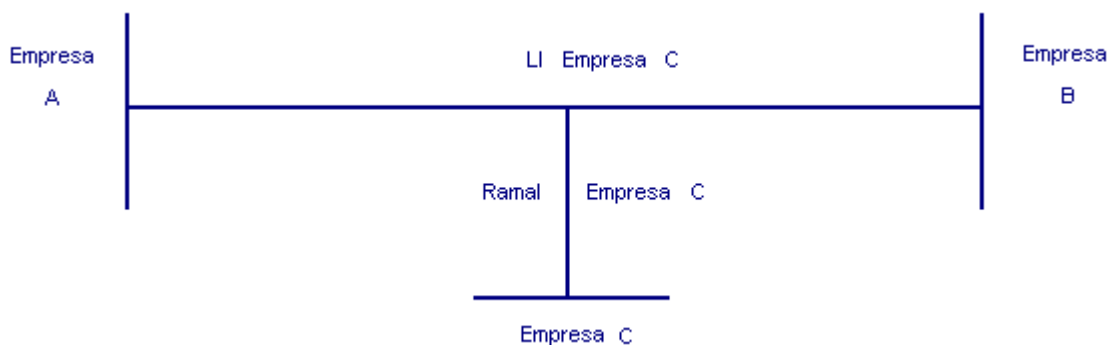 Empresa
A
LI Empresa C
Empresa
B
Ramal Empresa C
Empresa C